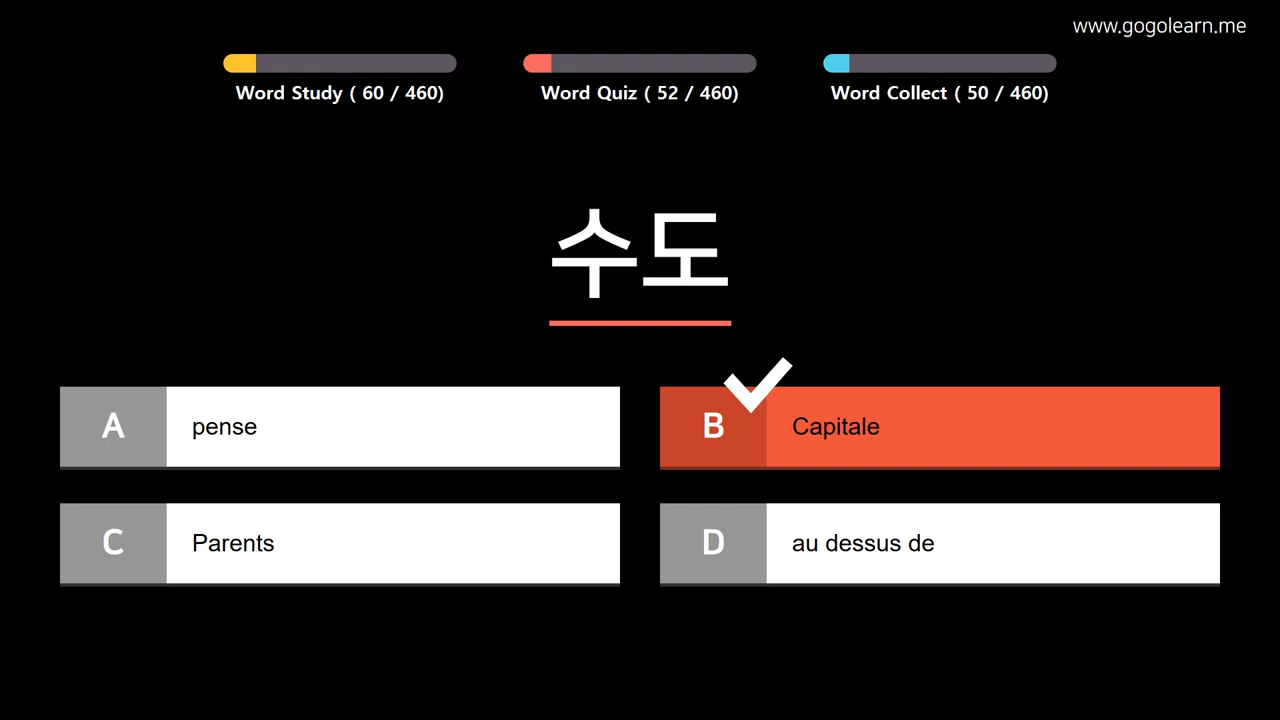 www.gogolearn.me
Word Study ( 60 / 460)
Word Quiz ( 52 / 460)
Word Collect ( 50 / 460)
수도
A pense
B Capitale
C Parents
D au dessus de